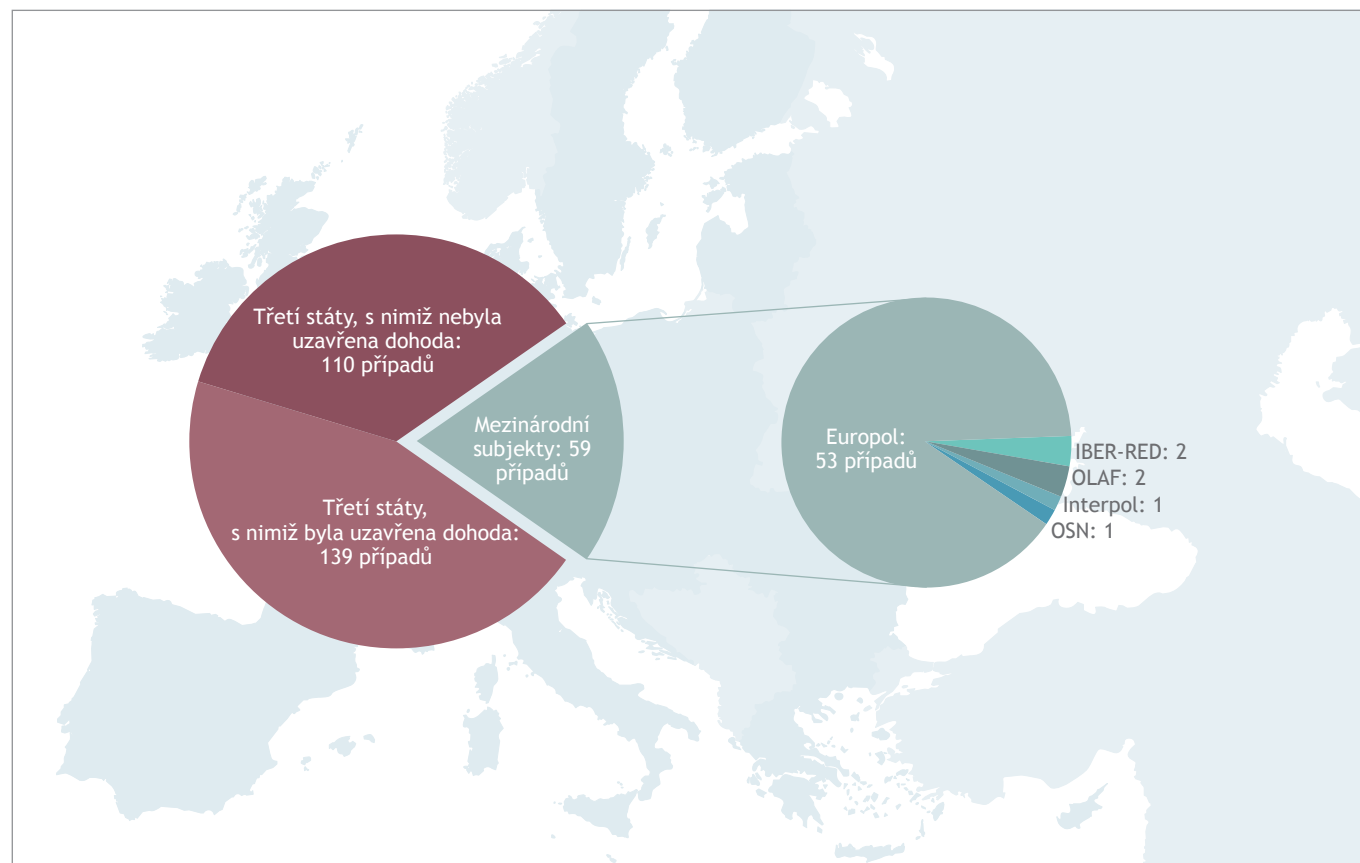 Třetí státy, s nimiž nebyla
uzavřena dohoda:
110 případů
Mezinárodní
subjekty: 59
případů
Třetí státy,
s nimiž byla uzavřena dohoda:
139 případů
Europol:
53 případů
IBER-RED: 2
OLAF: 2
Interpol: 1
OSN: 1